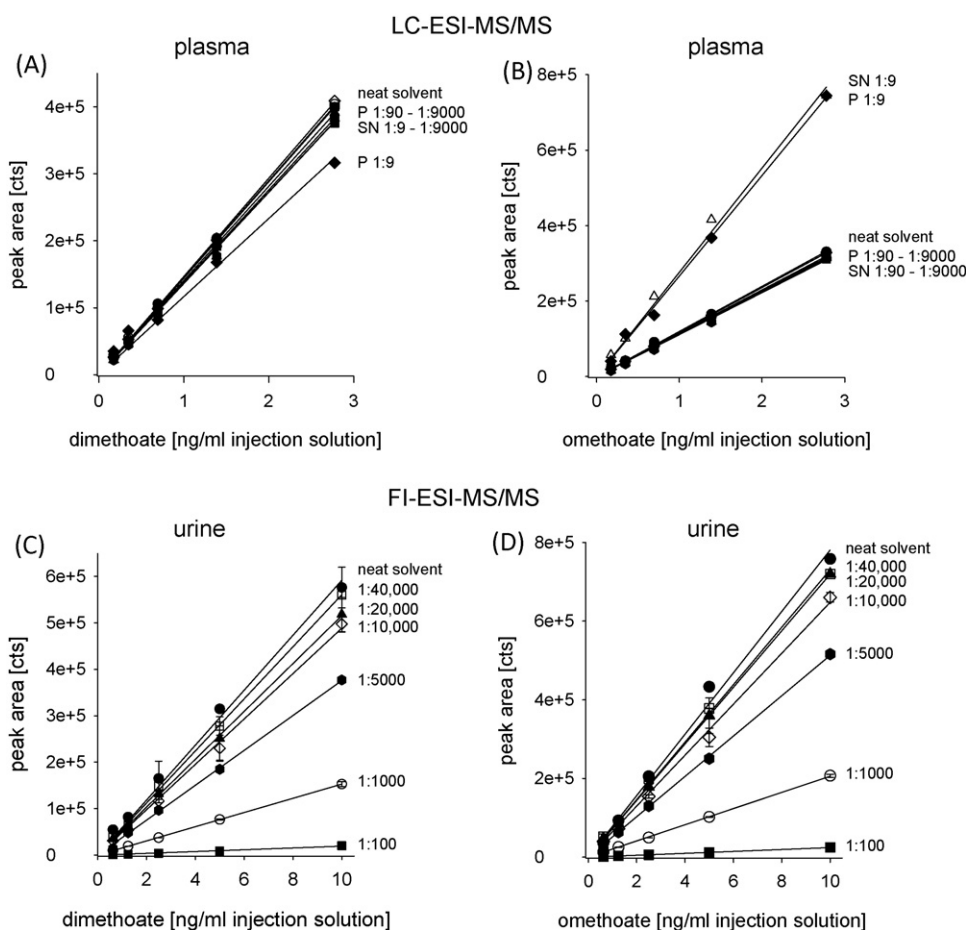 LC-ESI-MS/MS
plasma
(A)
4e+5
3e+5
2e+5
1e+5
0
peak area [cts]
neat solvent
P 1:90 - 1:9000
SN 1:9 - 1:9000
P 1:9
0 1 2 3
dimethoate [ng/ml injection solution]
plasma
(B)
8e+5
6e+5
4e+5
2e+5
0
peak area [cts]
SN 1:9
P 1:9
neat solvent
P 1:90 - 1:9000
SN 1:90 - 1:9000
0 1 2 3
omethoate [ng/ml injection solution]
FI-ESI-MS/MS
urine
(C)
6e+5
5e+5
4e+5
3e+5
2e+5
1e+5
0
peak area [cts]
neat solvent
1:40,000
1:20,000
1:10,000
1:5000
1:1000
1:100
0 2 4 6 8 10
dimethoate [ng/ml injection solution]
urine
(D)
8e+5
6e+5
4e+5
2e+5
0
peak area [cts]
neat solvent
1:40,000
1:20,000
1:10,000
1:5000
1:1000
1:100
0 2 4 6 8 10
omethoate [ng/ml injection solution]